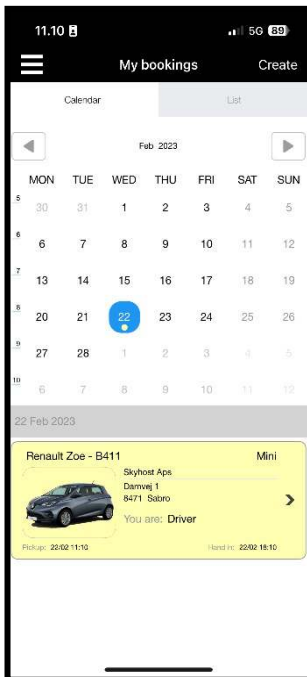 11.10 5G 89
My bookings Create
Calendar List
Feb 2023
MON TUE WED THU FRI SAT SUN
5 30 31 1 2 3 4 5
6 6 7 8 9 10 11 12
7 13 14 15 16 17 18 19
8 20 21 22 23 24 25 26
9 27 28 1 2 3 4 5
10 6 7 8 9 10 11 12
22 Feb 2023
Renault Zoe - B411 Mini
Skyhost Aps
Damvej 1
8471 Sabro
You are: Driver
Pickup: 22/02 11:10 Hand in: 22/02 18:10